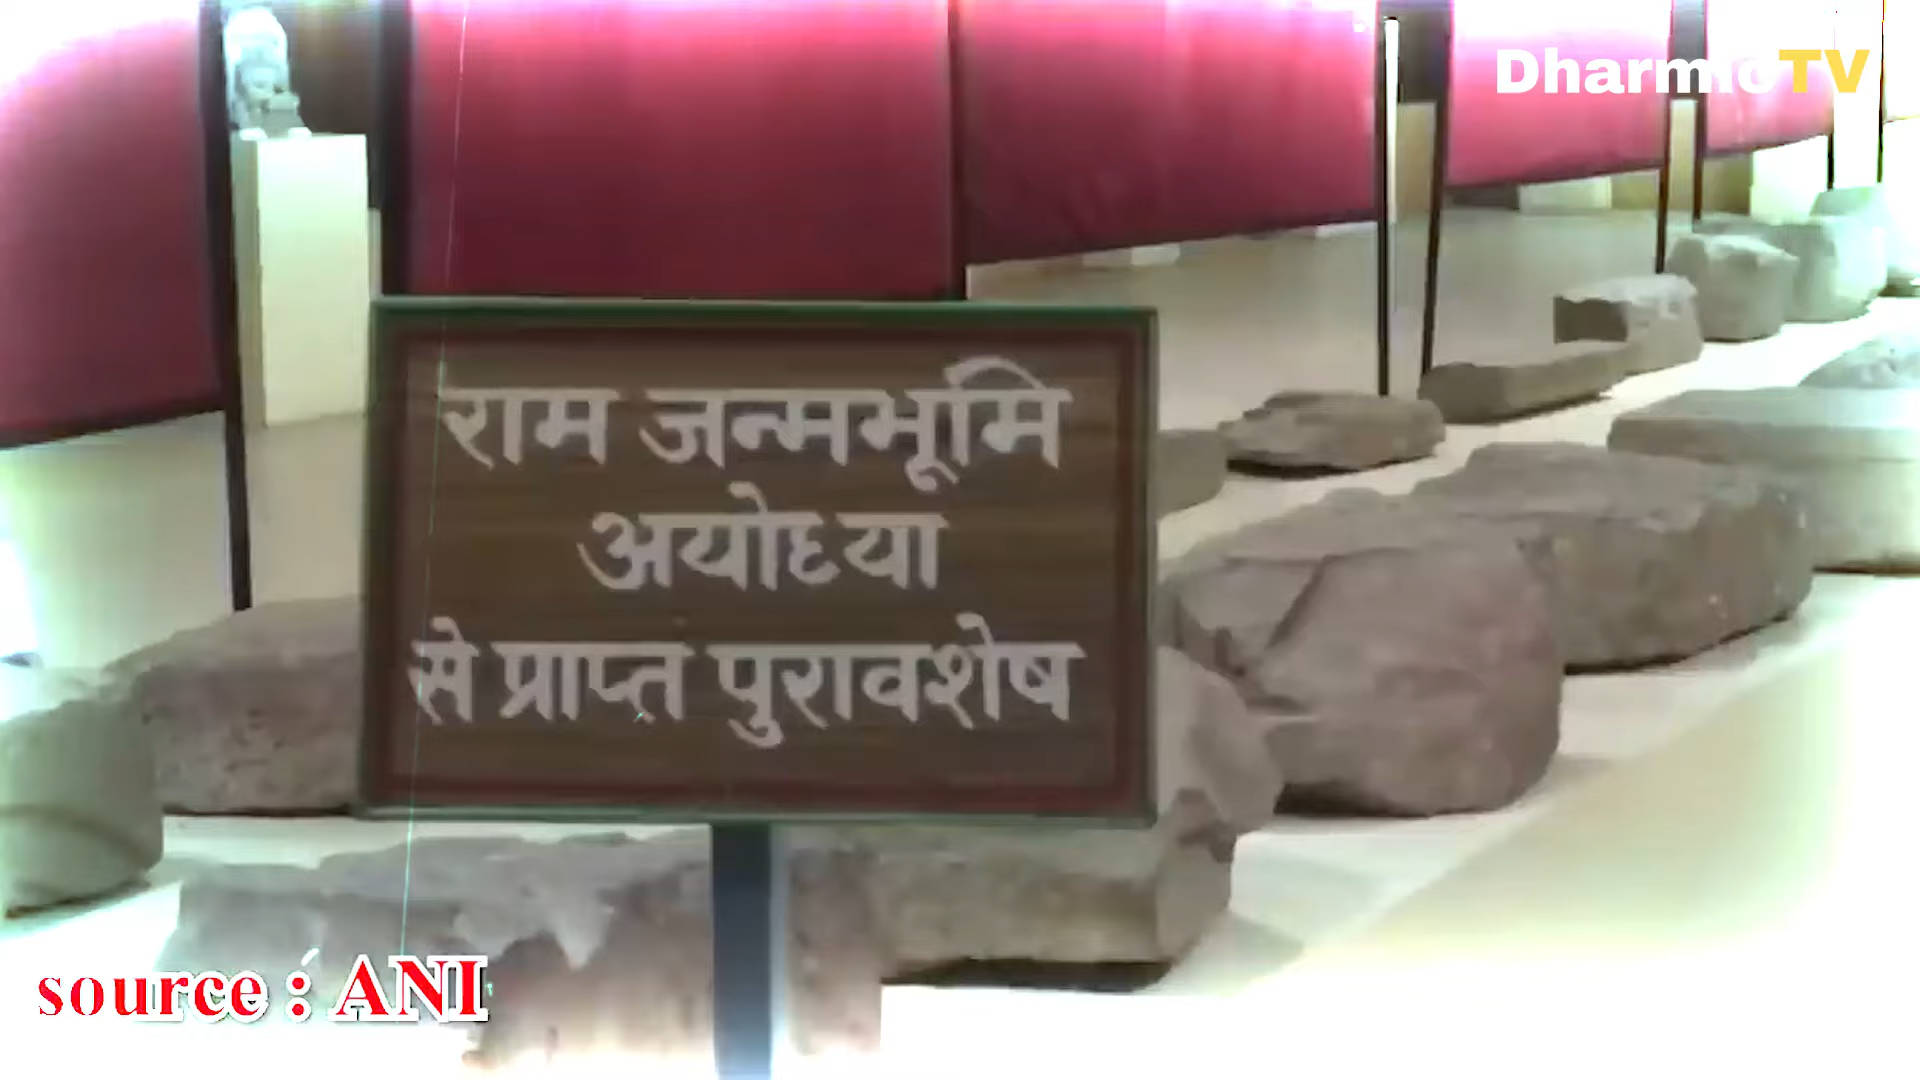 DharmicTV
राम जन्मभूमि
अयोध्या
से प्राप्त पुरावशेष
source : ANI